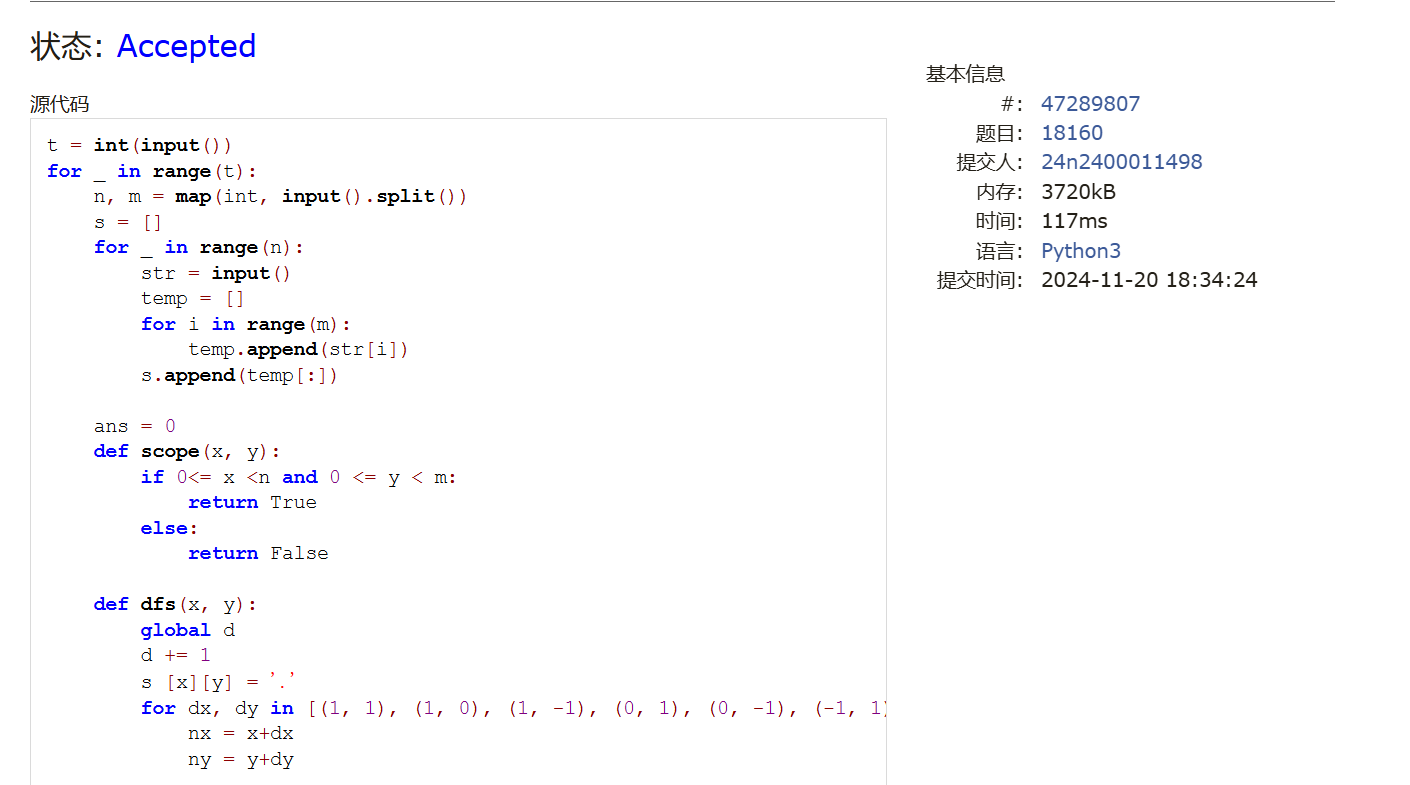 状态: Accepted
源代码
t = int(input())
for _ in range(t):
    n, m = map(int, input().split())
    s = []
    for _ in range(n):
        str = input()
        temp = []
        for i in range(m):
            temp.append(str[i])
        s.append(temp[:])
    ans = 0
    def scope(x, y):
        if 0<= x <n and 0 <= y < m:
            return True
        else:
            return False
    def dfs(x, y):
        global d
        d += 1
        s [x][y] = '.'
        for dx, dy in [(1, 1), (1, 0), (1, -1), (0, 1), (0, -1), (-1, 1)
            nx = x+dx
            ny = y+dy
基本信息
#: 47289807
题目: 18160
提交人: 24n2400011498
内存: 3720kB
时间: 117ms
语言: Python3
提交时间: 2024-11-20 18:34:24